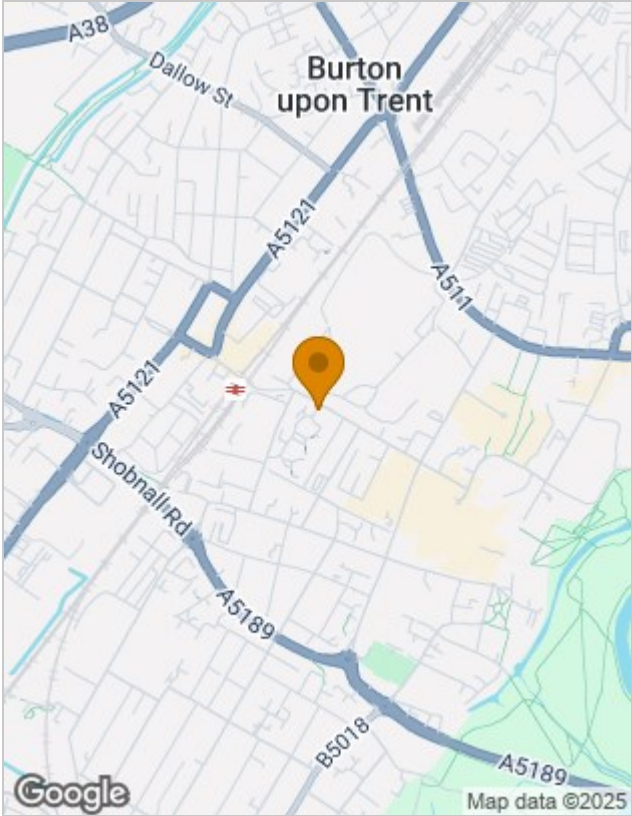 A38
Dallow St
Burton
upon Trent
A5121
A511
A5121
Shobnall Rd
A5189
B5018
A5189
Google
Map data ©2025